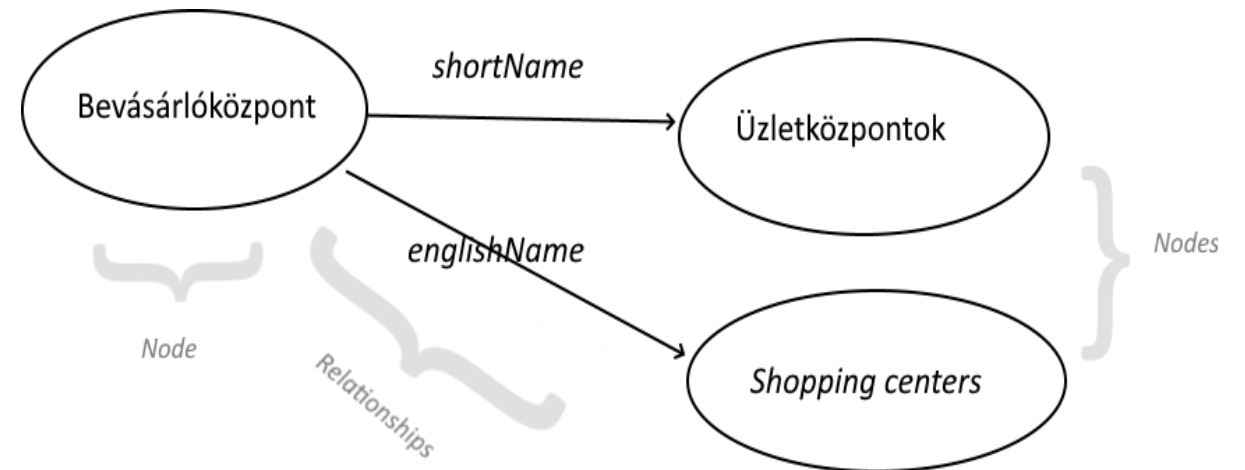 shortName
Bevásárlóközpont
Üzletközpontok
englishName
Nodes
Node
Relationships
Shopping centers